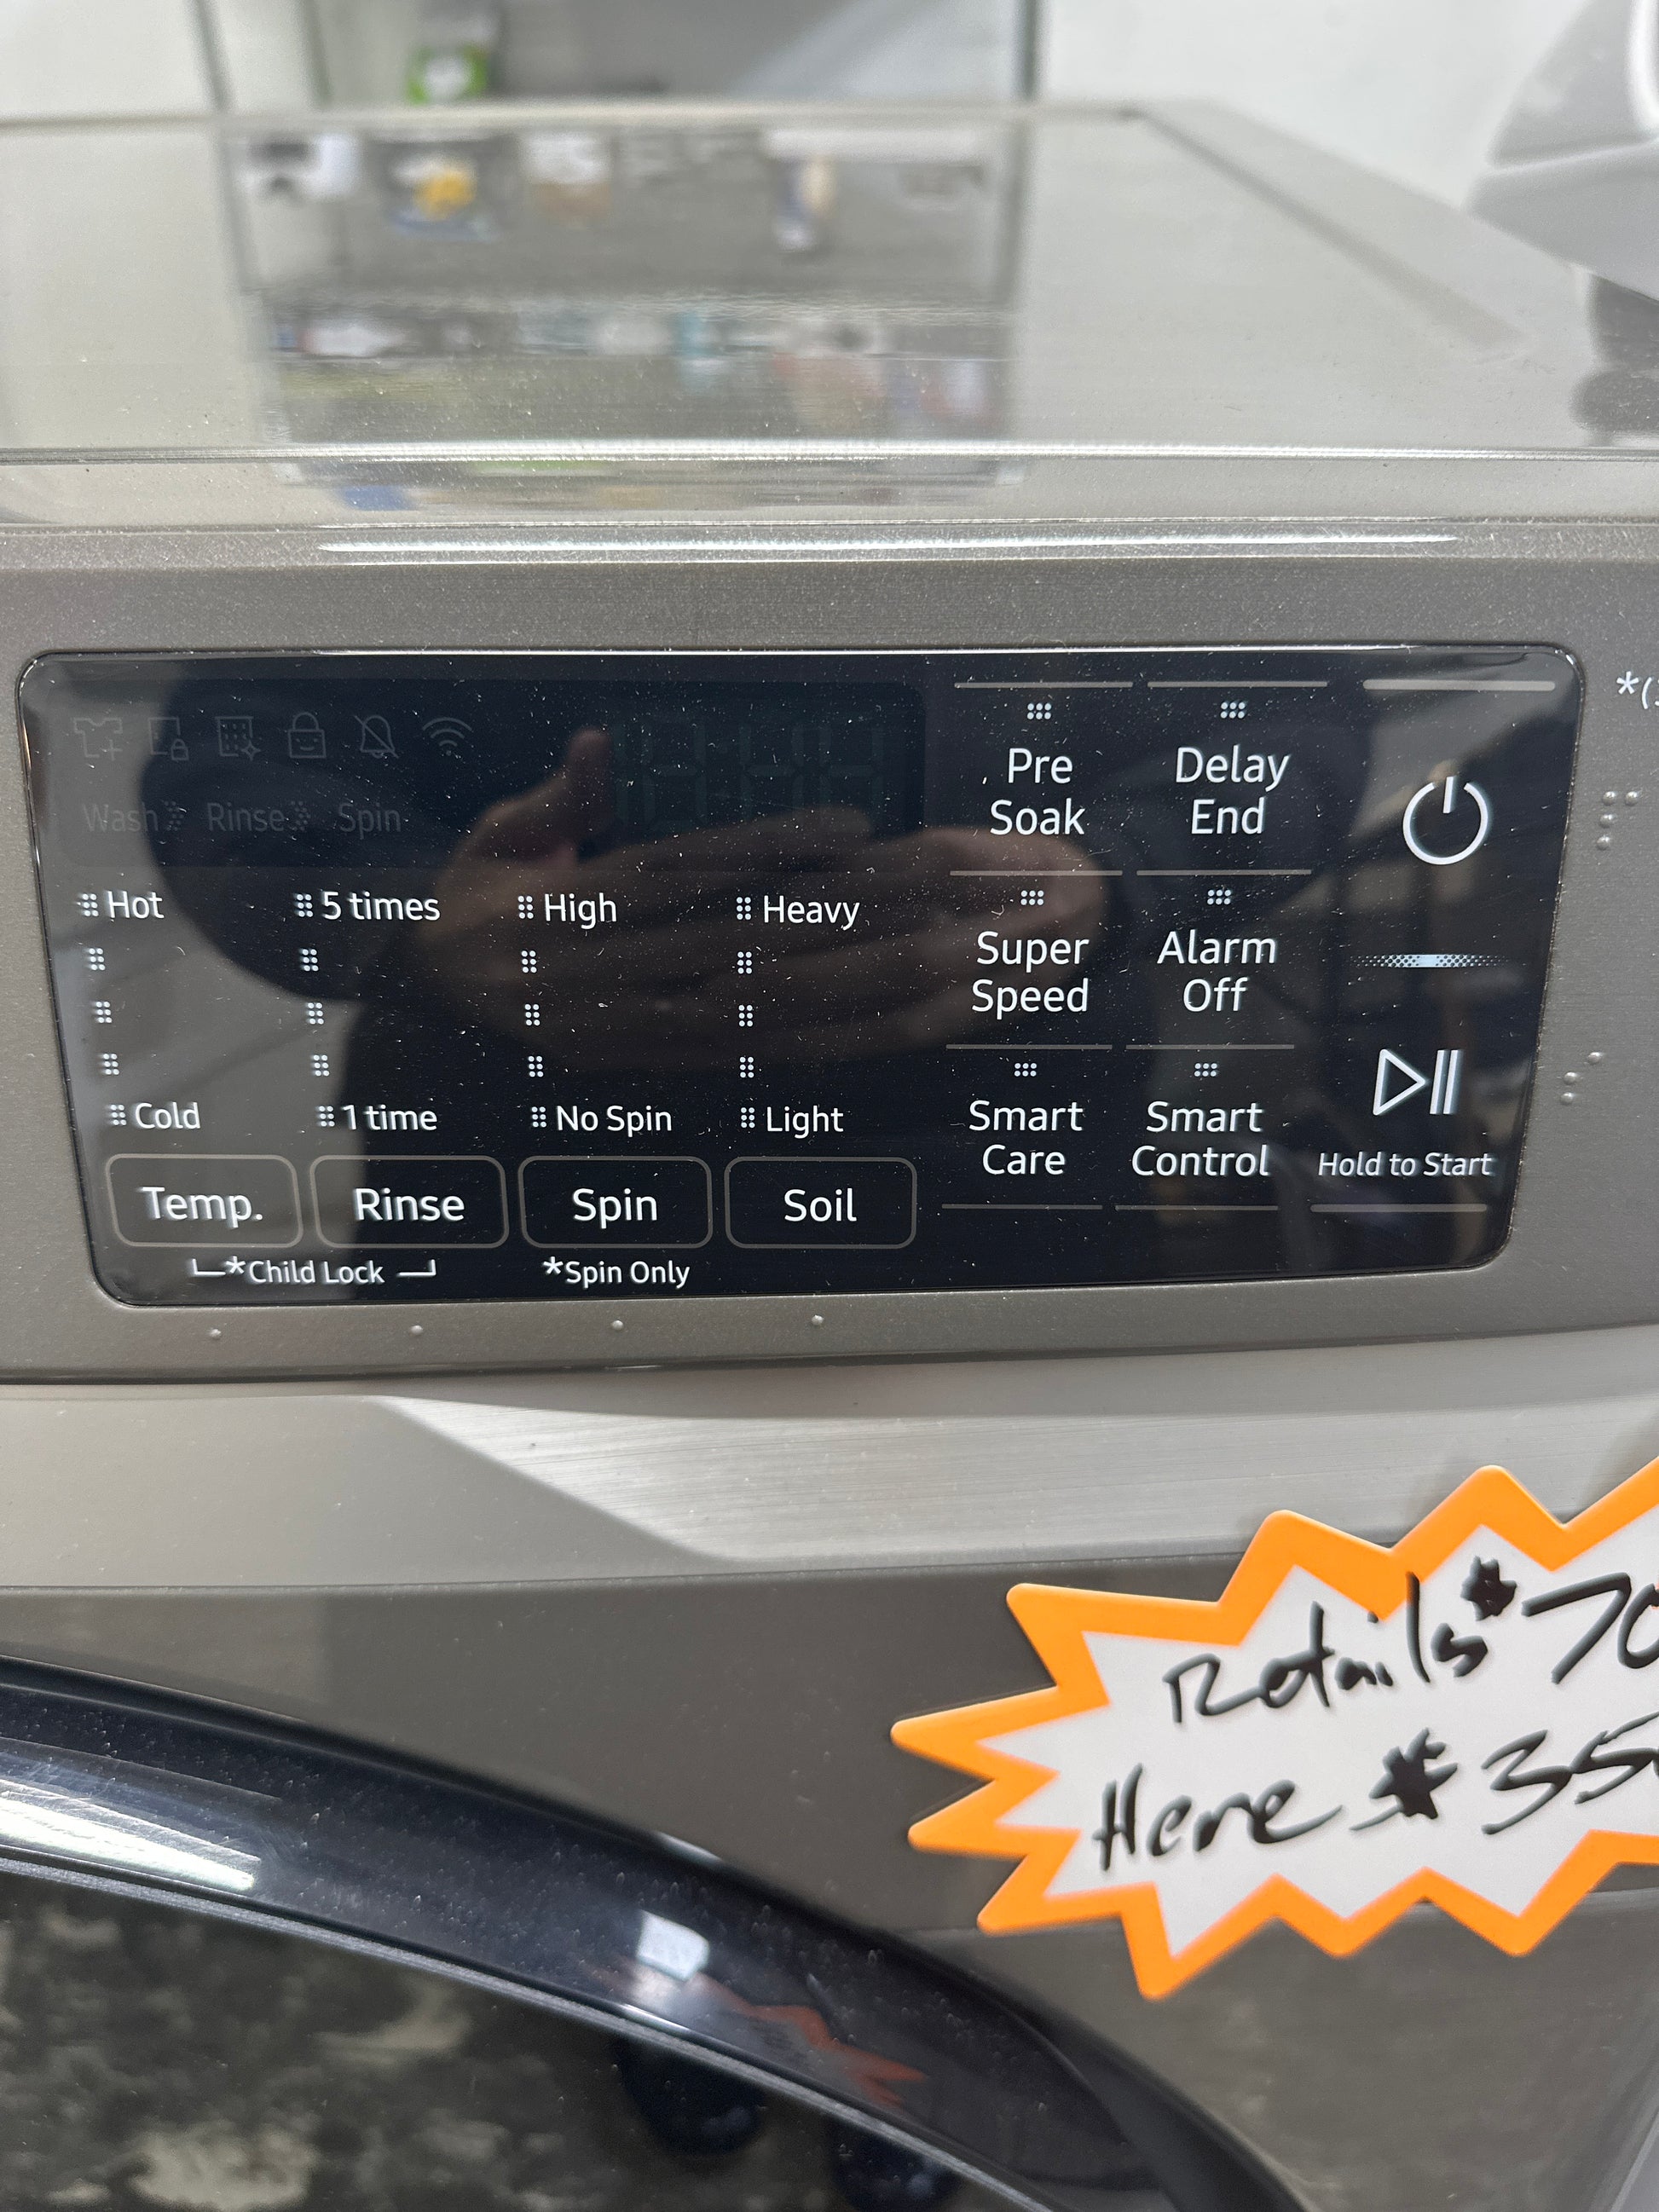 Wash Rinse Spin
Pre Soak
Delay End
Hot
5 times
High
Heavy
Super Speed
Alarm Off
Cold
1 time
No Spin
Light
Smart Care
Smart Control
Hold to Start
Temp.
Rinse
Spin
Soil
*Child Lock
*Spin Only
Retails $70
Here $350